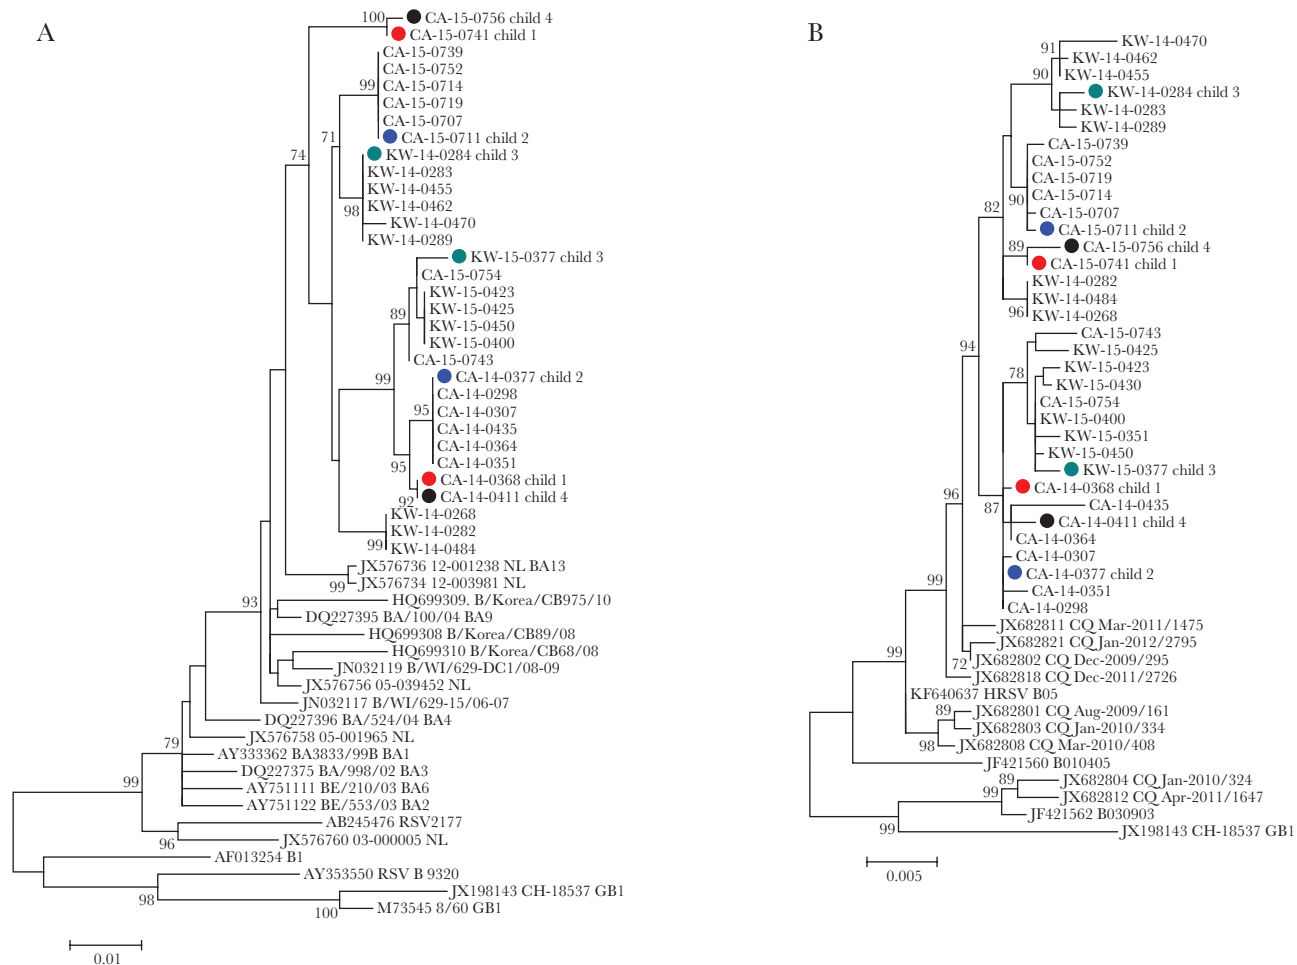 A
100
CA-15-0756 child 4
CA-15-0741 child 1
CA-15-0739
CA-15-0752
99
CA-15-0714
CA-15-0719
CA-15-0707
71
CA-15-0711 child 2
74
KW-14-0284 child 3
KW-14-0283
KW-14-0455
98
KW-14-0462
KW-14-0470
KW-14-0289
KW-15-0377 child 3
CA-15-0754
KW-15-0423
89
KW-15-0425
KW-15-0450
KW-15-0400
CA-15-0743
99
CA-14-0377 child 2
CA-14-0298
95
CA-14-0307
CA-14-0435
CA-14-0364
95
CA-14-0351
CA-14-0368 child 1
92
CA-14-0411 child 4
KW-14-0268
KW-14-0282
99
KW-14-0484
JX576736 12-001238 NL BA13
99
JX576734 12-003981 NL
93
HQ699309. B/Korea/CB975/10
DQ227395 BA/100/04 BA9
HQ699308 B/Korea/CB89/08
HQ699310 B/Korea/CB68/08
JN032119 B/WI/629-DC1/08-09
JX576756 05-039452 NL
JN032117 B/WI/629-15/06-07
DQ227396 BA/524/04 BA4
JX576758 05-001965 NL
79
AY333362 BA3833/99B BA1
DQ227375 BA/998/02 BA3
99
AY751111 BE/210/03 BA6
AY751122 BE/553/03 BA2
AB245476 RSV2177
96
JX576760 03-000005 NL
AF013254 B1
AY353550 RSV B 9320
98
JX198143 CH-18537 GB1
100
M73545 8/60 GB1
0.01
B
91
KW-14-0470
KW-14-0462
90
KW-14-0455
KW-14-0284 child 3
KW-14-0283
KW-14-0289
CA-15-0739
CA-15-0752
CA-15-0719
90
CA-15-0714
82
CA-15-0707
CA-15-0711 child 2
89
CA-15-0756 child 4
CA-15-0741 child 1
KW-14-0282
KW-14-0484
96
KW-14-0268
CA-15-0743
94
KW-15-0425
78
KW-15-0423
KW-15-0430
CA-15-0754
KW-15-0400
KW-15-0351
KW-15-0450
KW-15-0377 child 3
96
CA-14-0368 child 1
87
CA-14-0435
CA-14-0411 child 4
CA-14-0364
CA-14-0307
99
CA-14-0377 child 2
CA-14-0351
CA-14-0298
JX682811 CQ Mar-2011/1475
JX682821 CQ Jan-2012/2795
99
72
JX682802 CQ Dec-2009/295
JX682818 CQ Dec-2011/2726
KF640637 HRSV B05
89
JX682801 CQ Aug-2009/161
JX682803 CQ Jan-2010/334
98
JX682808 CQ Mar-2010/408
JF421560 B010405
89
JX682804 CQ Jan-2010/324
99
JX682812 CQ Apr-2011/1647
JF421562 B030903
99
JX198143 CH-18537 GB1
0.005